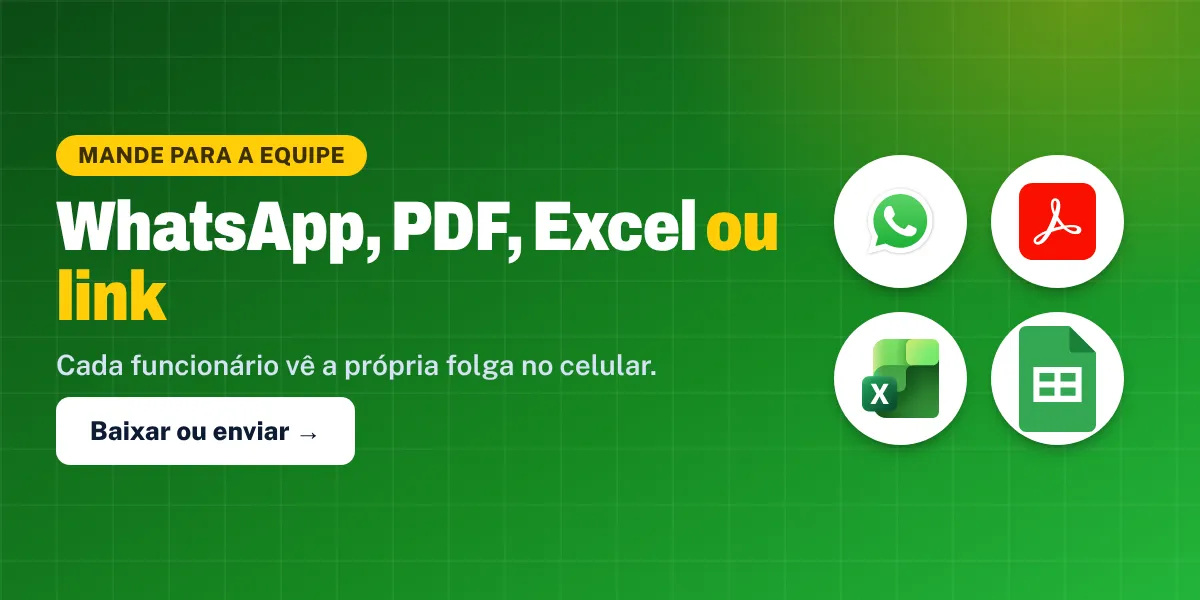 MANDE PARA A EQUIPE
WhatsApp, PDF, Excel ou
link
Cada funcionário vê a própria folga no celular.
Baixar ou enviar →
X